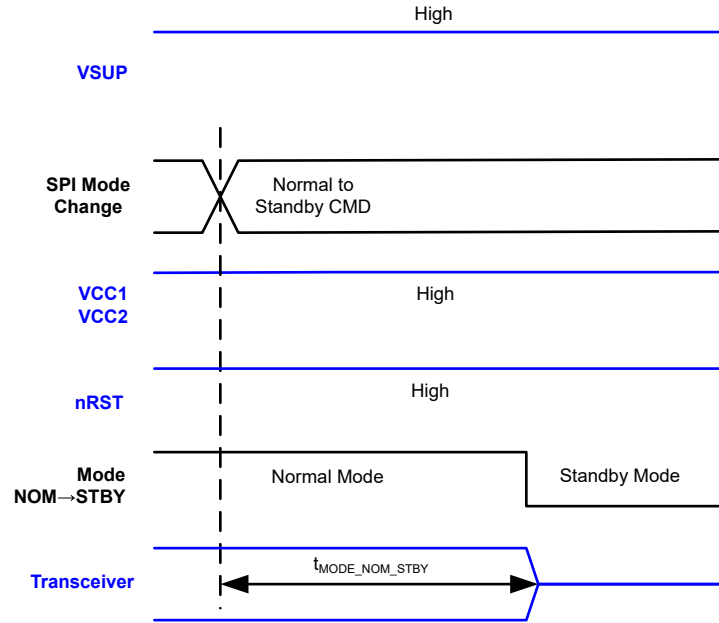 High
VSUP
SPI Mode
Change
Normal to
Standby CMD
VCC1
VCC2
High
nRST
High
Mode
NOM→STBY
Normal Mode
Standby Mode
Transceiver
tMODE_NOM_STBY